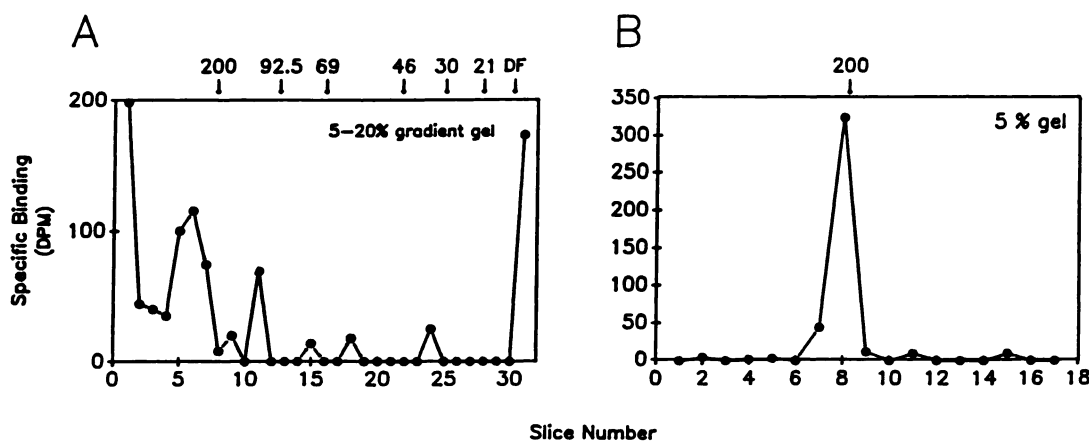 A
200 92.5 69 46 30 21 DF
200
100
0
5-20% gradient gel
0 5 10 15 20 25 30
Specific Binding
(DPM)
B
200
350
300
250
200
150
100
50
0
5 % gel
0 2 4 6 8 10 12 14 16 18
Slice Number